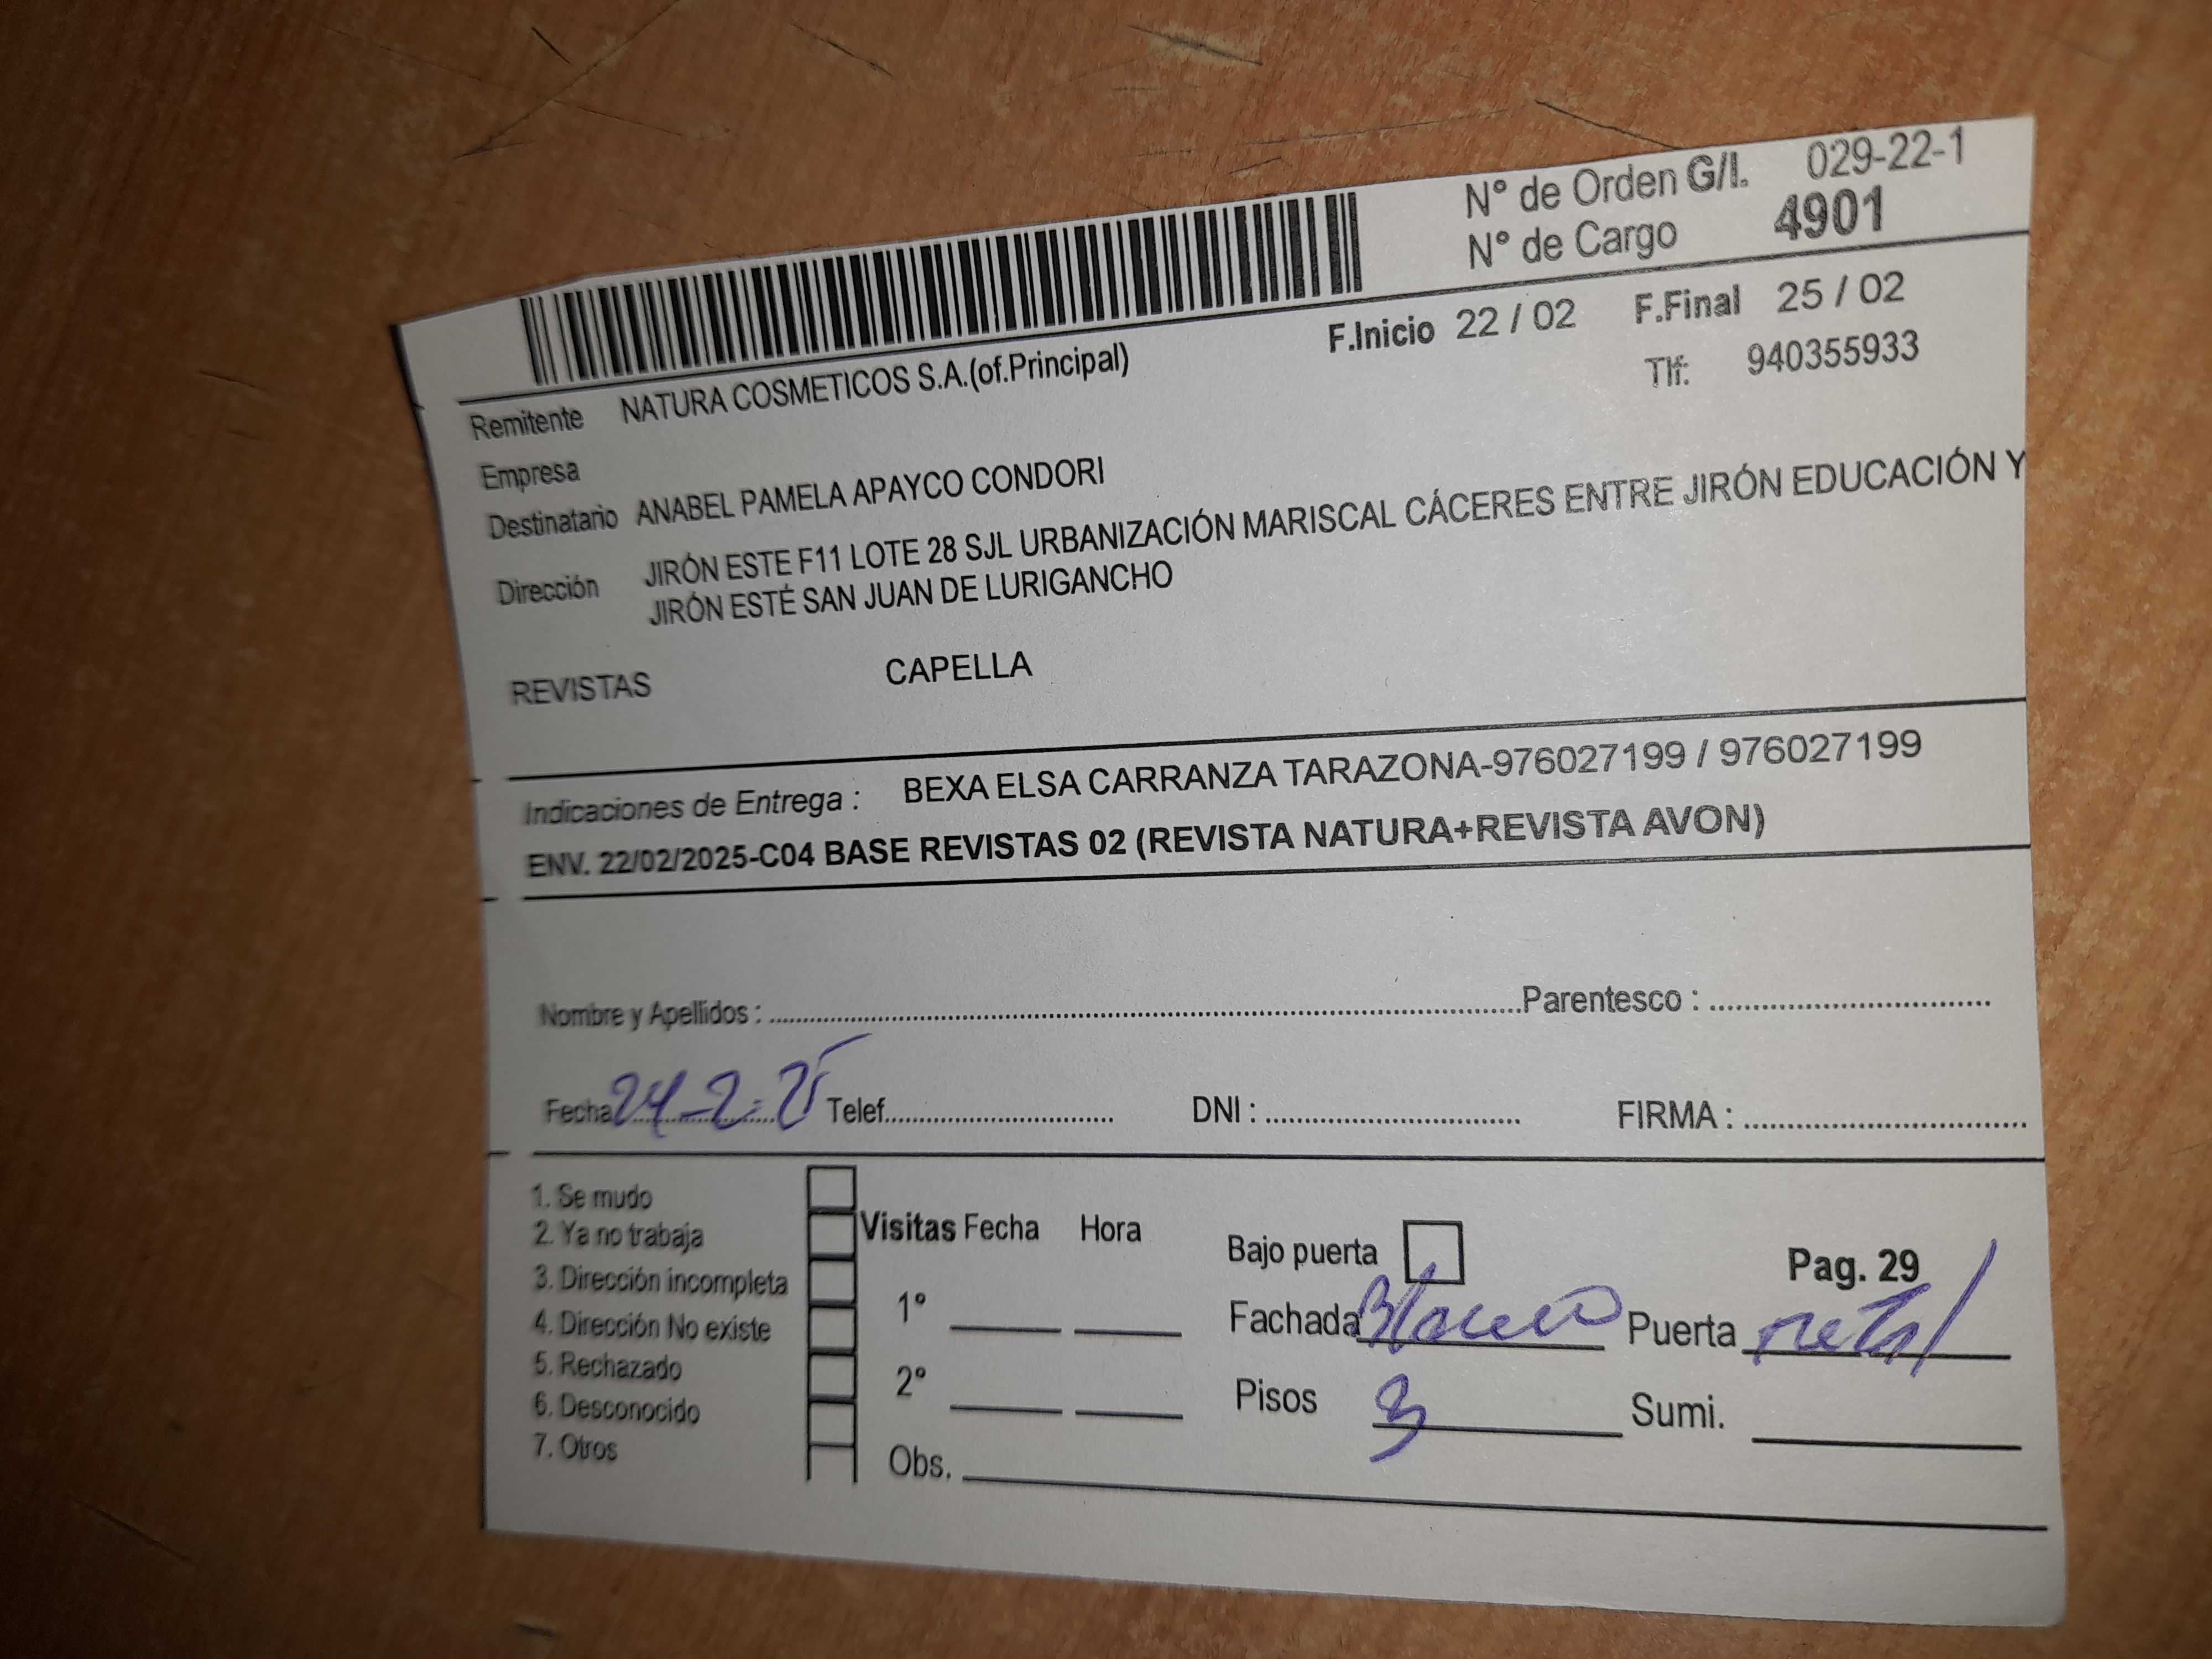 N° de Orden G/I. 029-22-1
N° de Cargo 4901
F.Inicio 22 / 02 F.Final 25 / 02
Remitente NATURA COSMETICOS S.A.(of.Principal) Tlf: 940355933
Empresa
Destinatario ANABEL PAMELA APAYCO CONDORI
Dirección JIRÓN ESTE F11 LOTE 28 SJL URBANIZACIÓN MARISCAL CÁCERES ENTRE JIRÓN EDUCACIÓN Y
JIRÓN ESTÉ SAN JUAN DE LURIGANCHO
REVISTAS CAPELLA
Indicaciones de Entrega : BEXA ELSA CARRANZA TARAZONA-976027199 / 976027199
ENV. 22/02/2025-C04 BASE REVISTAS 02 (REVISTA NATURA+REVISTA AVON)
Nombre y Apellidos : Parentesco :
Fecha 24-2-25 Telef. DNI : FIRMA :
1. Se mudo
2. Ya no trabaja
3. Dirección incompleta
4. Dirección No existe
5. Rechazado
6. Desconocido
7. Otros
Visitas Fecha Hora
1°
2°
Obs.
Bajo puerta Pag. 29
Fachada Blanco Puerta metal
Pisos 3 Sumi.